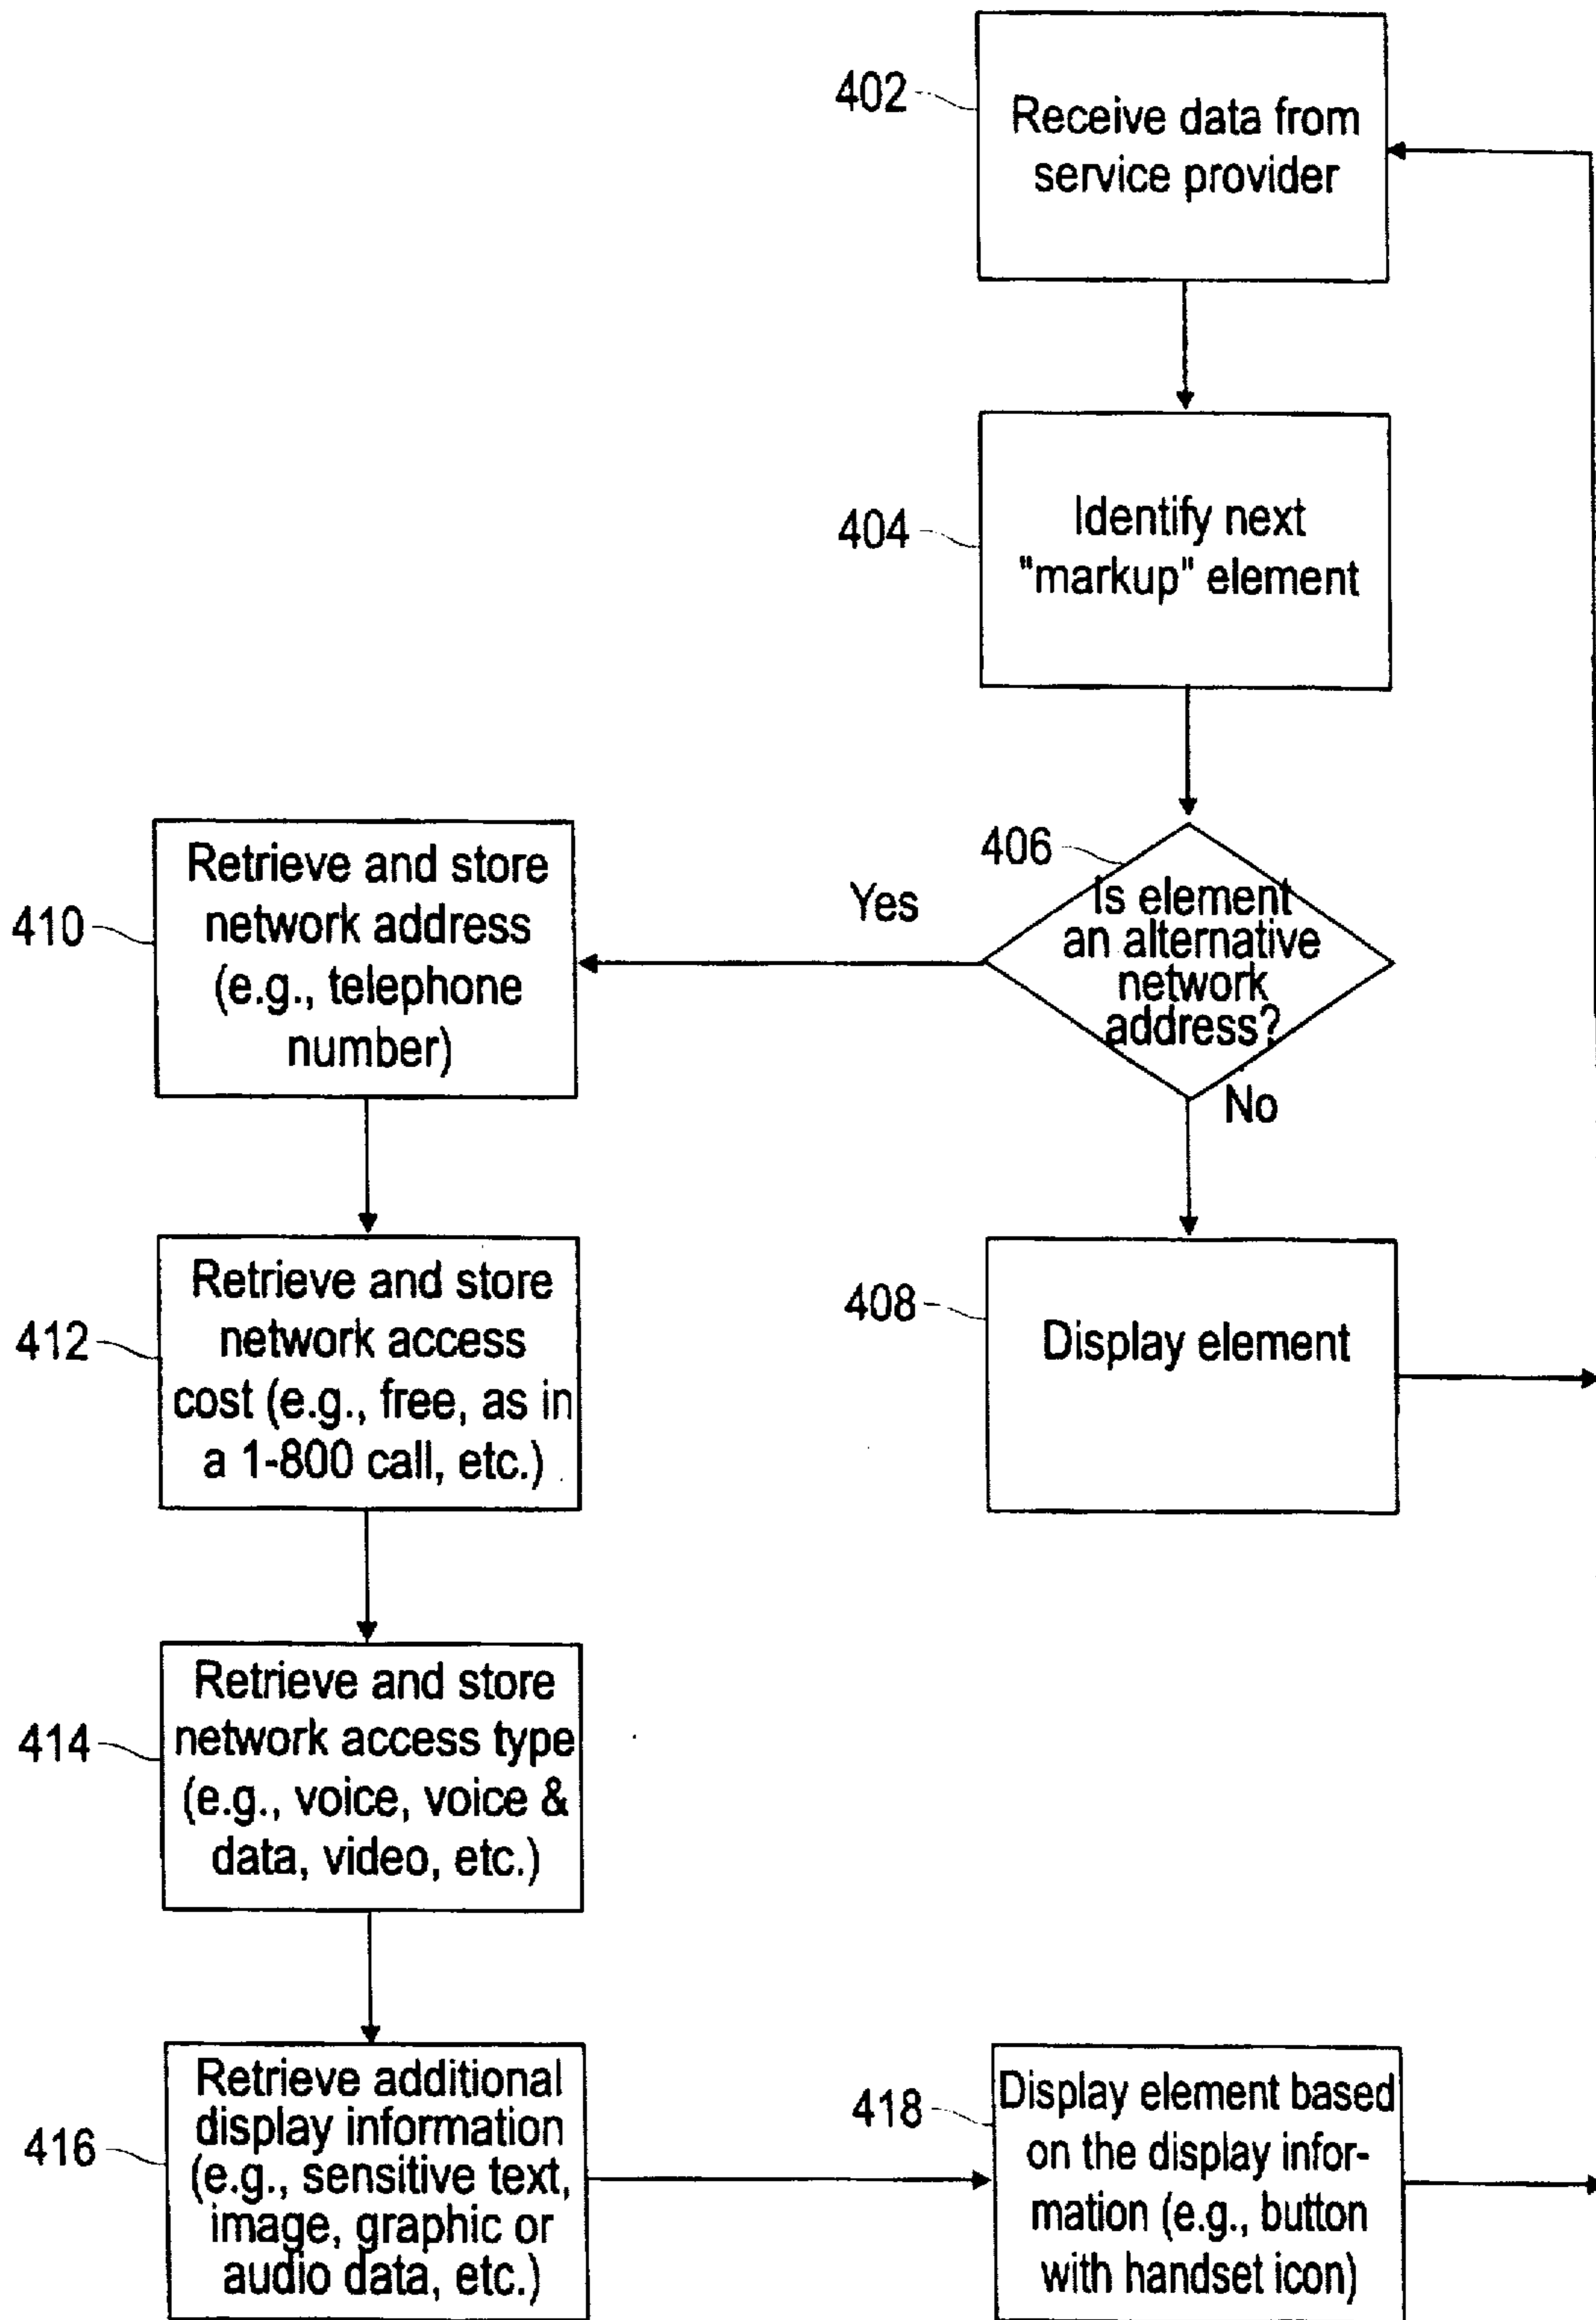 402
Receive data from
service provider
404
Identify next
"markup" element
406
Is element
an alternative
network
address?
Yes
No
410
Retrieve and store
network address
(e.g., telephone
number)
408
Display element
412
Retrieve and store
network access
cost (e.g., free, as in
a 1-800 call, etc.)
414
Retrieve and store
network access type
(e.g., voice, voice &
data, video, etc.)
416
Retrieve additional
display information
(e.g., sensitive text,
image, graphic or
audio data, etc.)
418
Display element based
on the display infor-
mation (e.g., button
with handset icon)